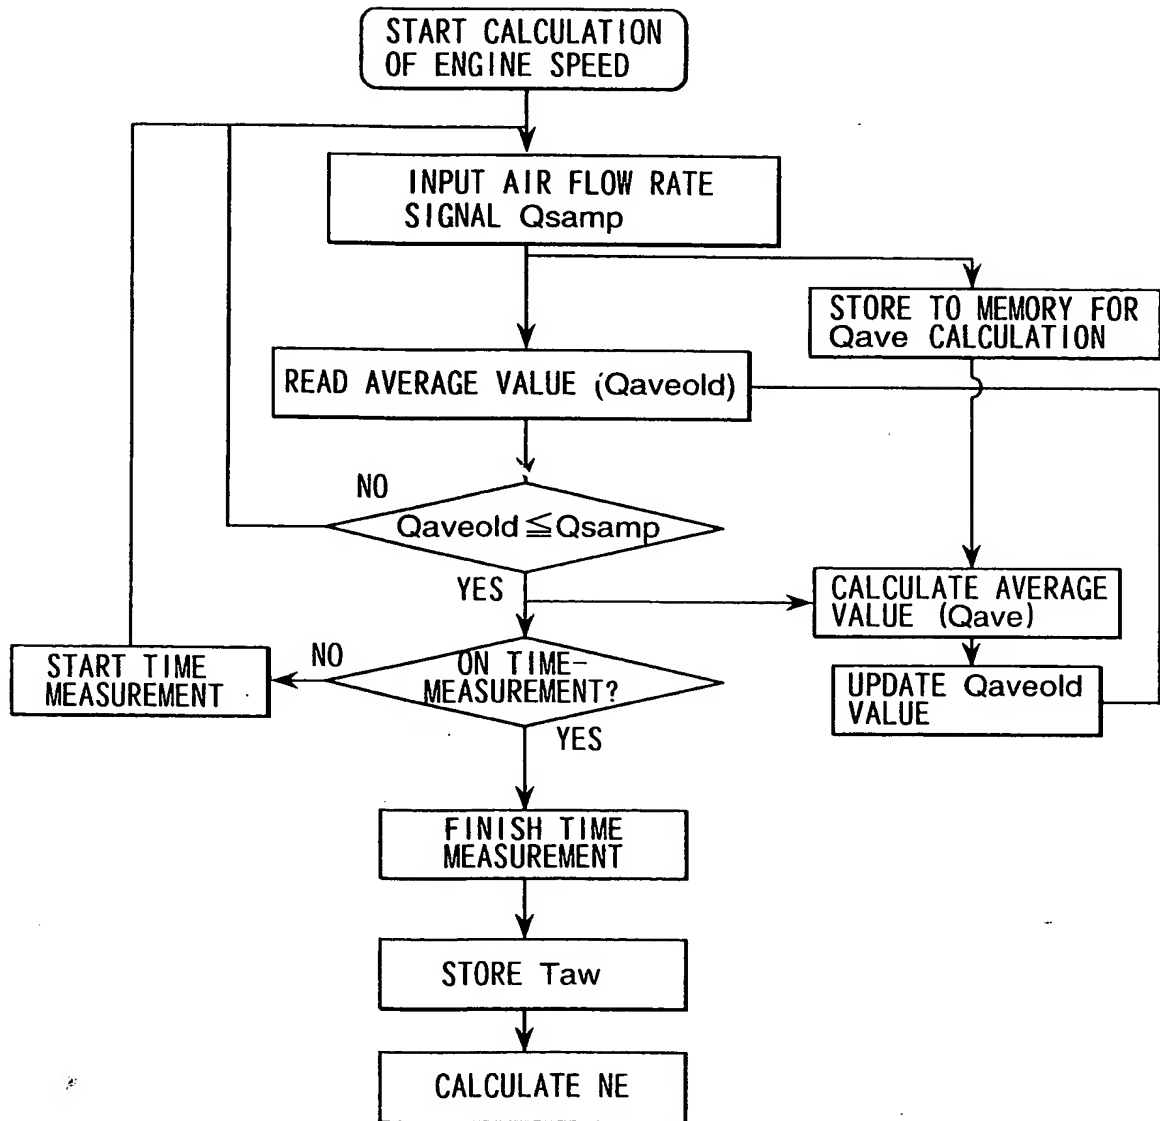 START CALCULATION
OF ENGINE SPEED
INPUT AIR FLOW RATE
SIGNAL Qsamp
STORE TO MEMORY FOR
Qave CALCULATION
READ AVERAGE VALUE (Qaveold)
NO
Qaveold≦Qsamp
YES
CALCULATE AVERAGE
VALUE (Qave)
START TIME
MEASUREMENT
NO
ON TIME-
MEASUREMENT?
YES
UPDATE Qaveold
VALUE
FINISH TIME
MEASUREMENT
STORE Taw
CALCULATE NE